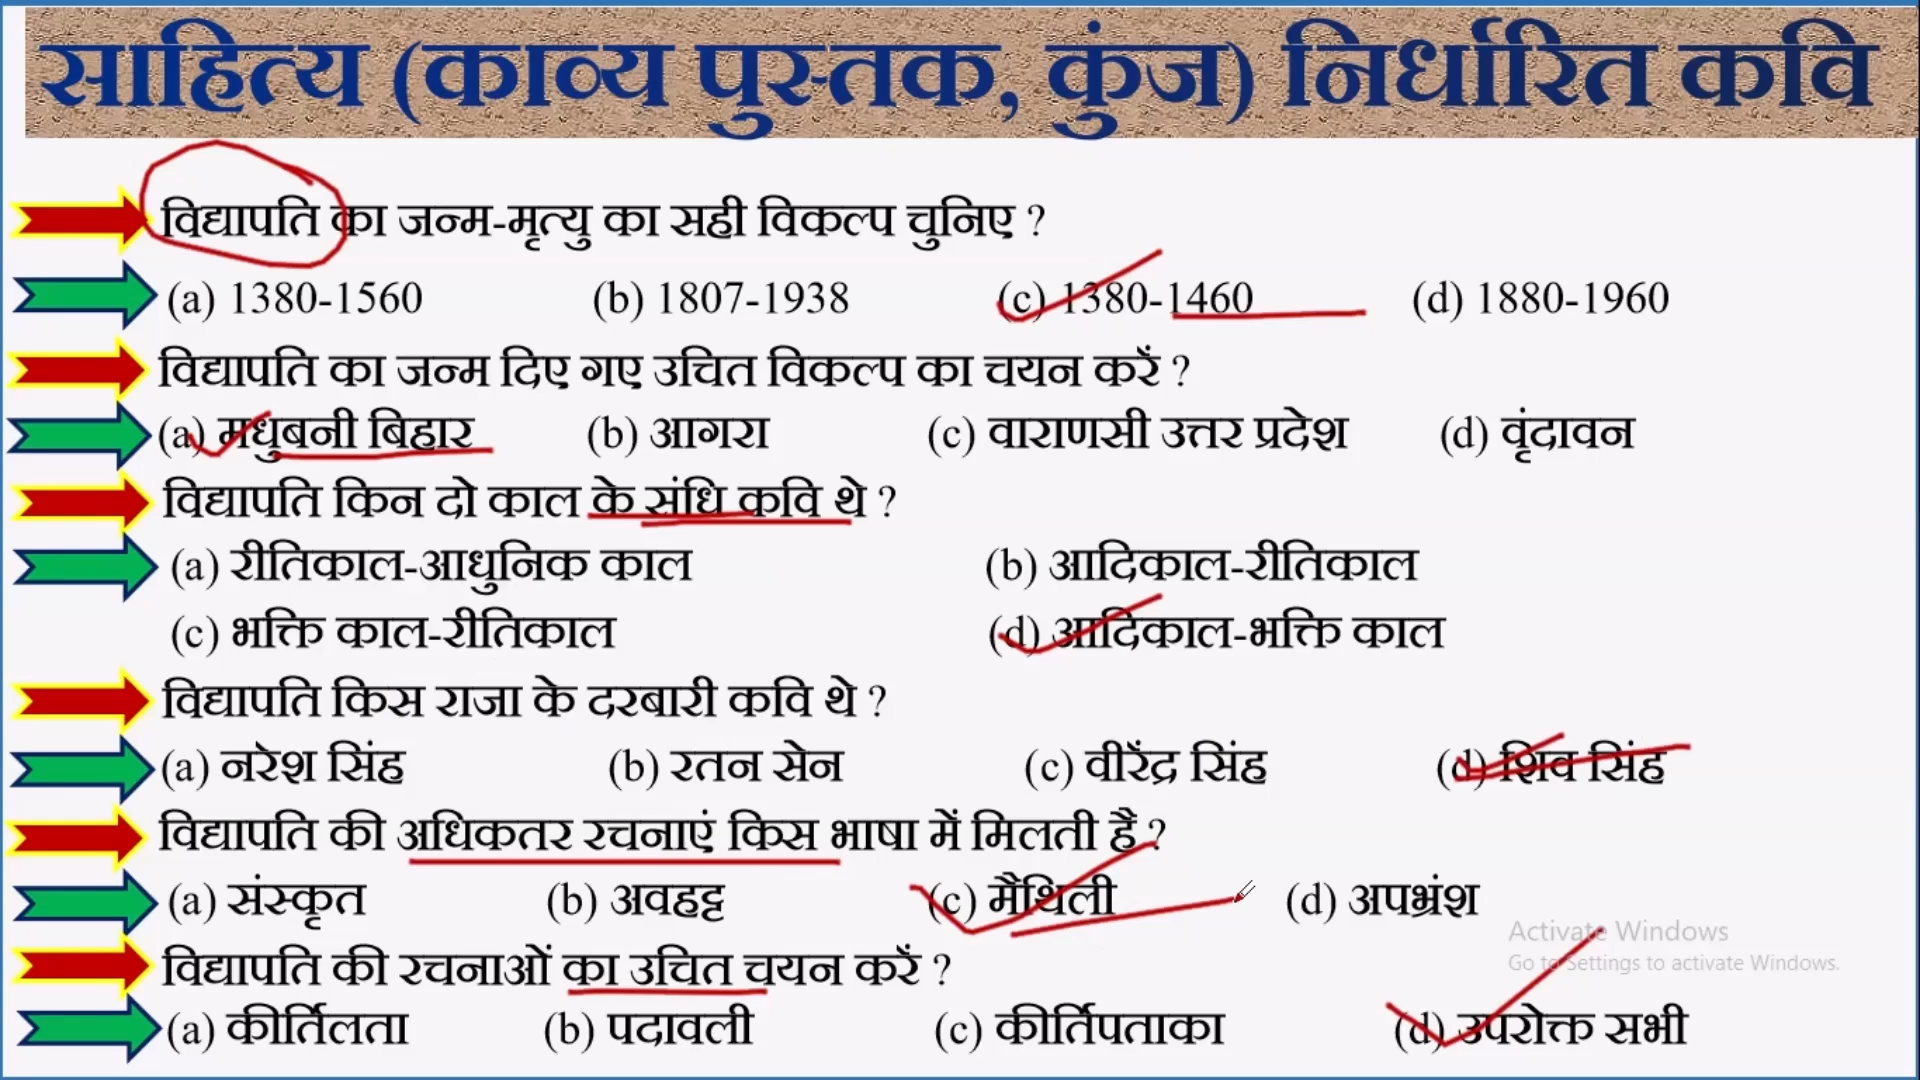 साहित्य (काव्य पुस्तक, कुंज) निर्धारित कवि
विद्यापति का जन्म-मृत्यु का सही विकल्प चुनिए ?
(a) 1380-1560 (b) 1807-1938 (c) 1380-1460 (d) 1880-1960
विद्यापति का जन्म दिए गए उचित विकल्प का चयन करें ?
(a) मधुबनी बिहार (b) आगरा (c) वाराणसी उत्तर प्रदेश (d) वृंदावन
विद्यापति किन दो काल के संधि कवि थे ?
(a) रीतिकाल-आधुनिक काल (b) आदिकाल-रीतिकाल
(c) भक्ति काल-रीतिकाल (d) आदिकाल-भक्ति काल
विद्यापति किस राजा के दरबारी कवि थे ?
(a) नरेश सिंह (b) रतन सेन (c) वीरेंद्र सिंह (d) शिव सिंह
विद्यापति की अधिकतर रचनाएं किस भाषा में मिलती है ?
(a) संस्कृत (b) अवहट्ट (c) मैथिली (d) अपभ्रंश
Activate Windows
Go to Settings to activate Windows.
विद्यापति की रचनाओं का उचित चयन करें ?
(a) कीर्तिलता (b) पदावली (c) कीर्तिपताका (d) उपरोक्त सभी